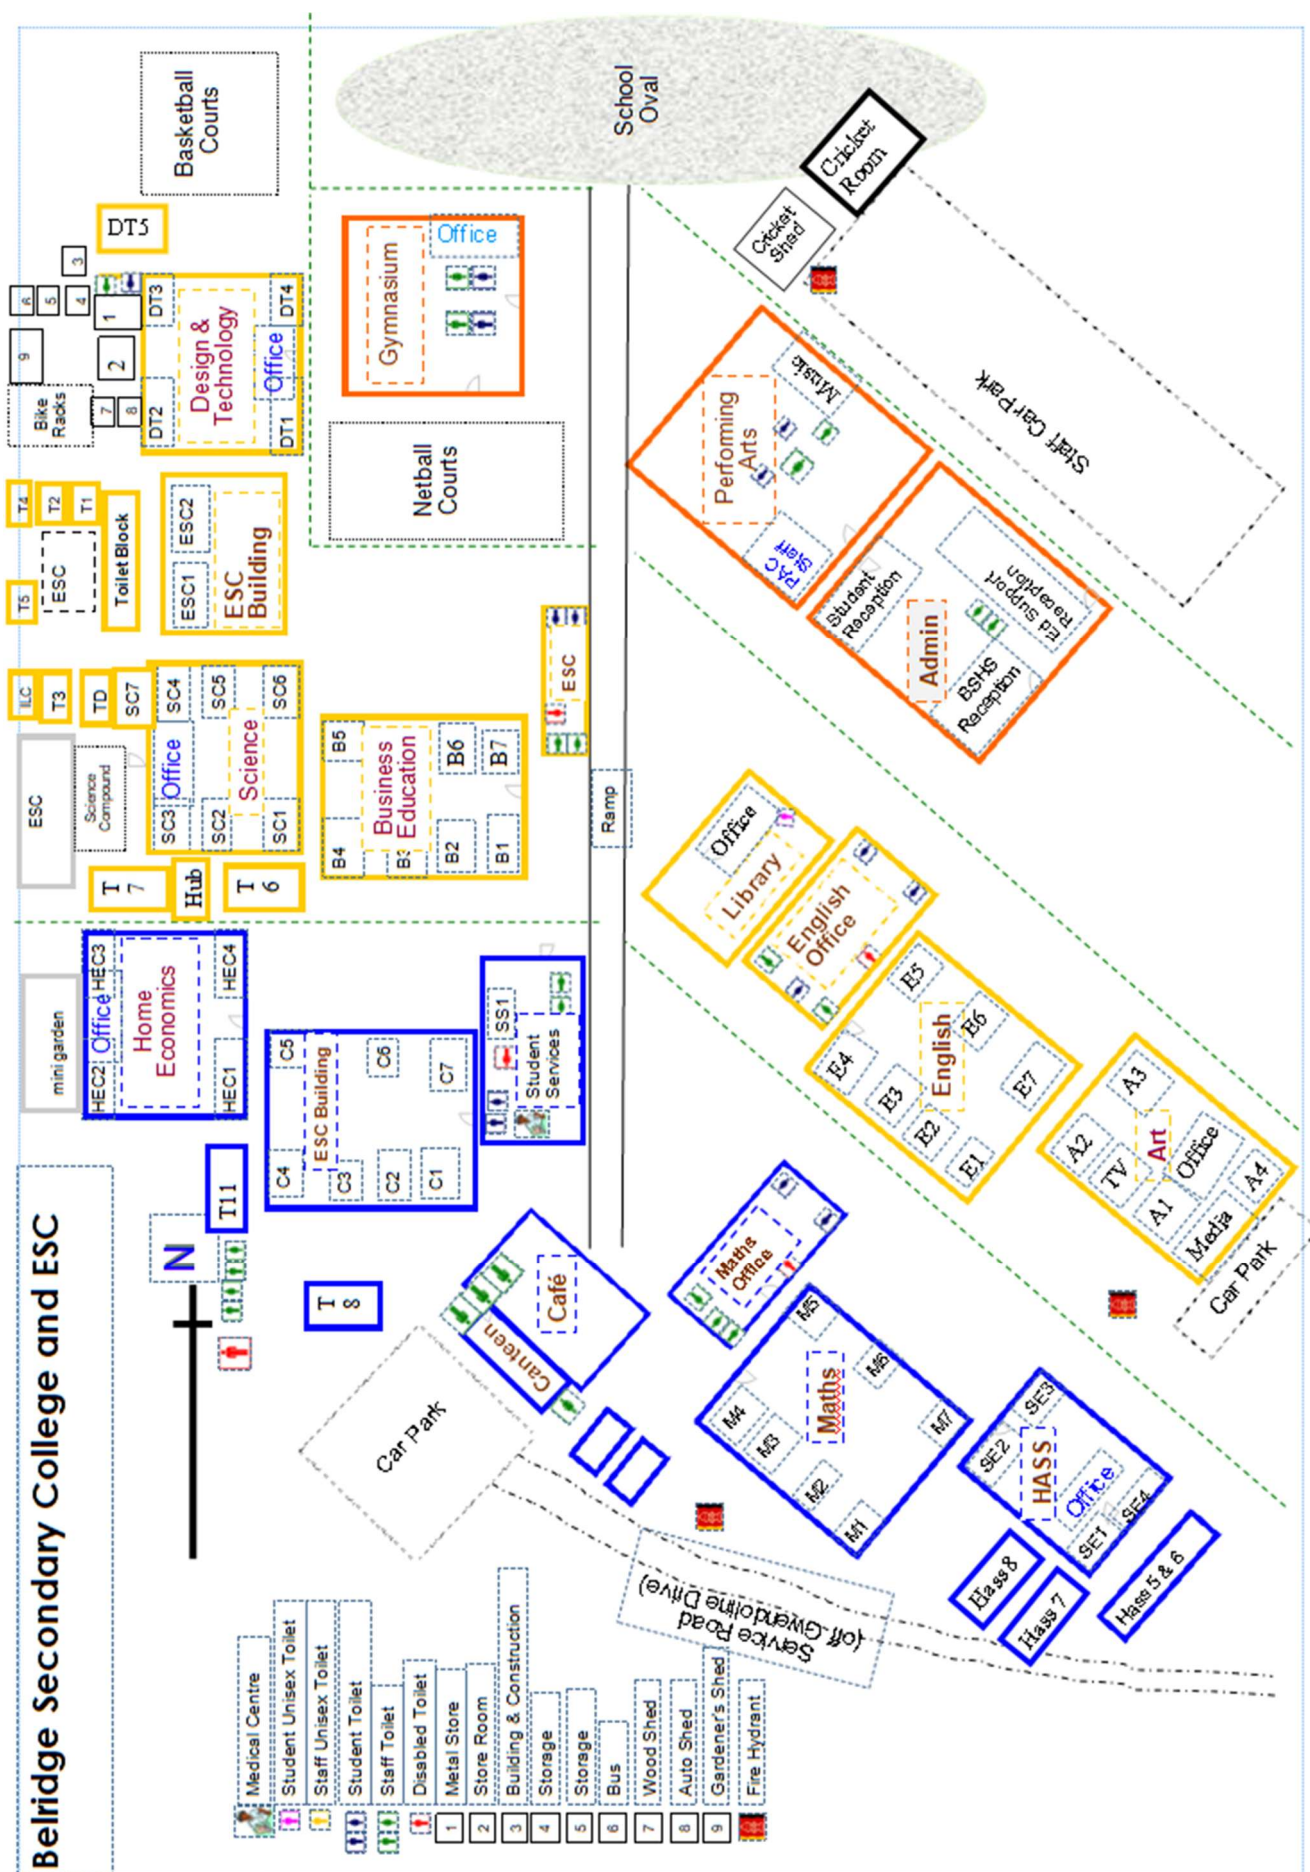 Belridge Secondary College and ESC
N
Medical Centre
Student Unisex Toilet
Staff Unisex Toilet
Student Toilet
Staff Toilet
Disabled Toilet
1 Metal Store
2 Store Room
3 Building & Construction
4 Storage
5 Storage
6 Bus
7 Wood Shed
8 Auto Shed
9 Gardener's Shed
Fire Hydrant
mini garden
HEC2
Office
HEC3
Home
Economics
HEC1
HEC4
T11
T
8
C4
C5
ESC Building
C3
C6
C2
C1
C7
SS1
Student
Services
Car Park
Canteen
Café
Service Road
(off Gwendoline Drive)
Maths
Office
M5
M4
M6
M3
Maths
M2
M7
M1
SE3
SE2
HASS
Office
SE1
SE4
Hass 8
Hass 7
Hass 5 & 6
ESC
Science
Compound
ILC
T3
TD
SC7
T
7
Hub
T
6
SC3
Office
SC4
SC2
SC5
Science
SC1
SC6
B4
B5
Business
Education
B3
B2
B6
B1
B7
ESC
Ramp
T5
T4
ESC
T2
T1
Toilet Block
ESC1
ESC2
ESC
Building
Bike
Racks
9
6
5
4
3
7
8
2
1
DT5
DT2
DT3
Design &
Technology
DT1
Office
DT4
Basketball
Courts
Netball
Courts
Gymnasium
Office
School
Oval
Cricket
Room
Cricket
Shed
Staff Car Park
Performing
Arts
Music
PAC
Staff
Student
Reception
Admin
Ed Support
Reception
BSHS
Reception
Office
Library
English
Office
E5
E4
E6
E3
English
E2
E7
E1
A3
A2
TV
Art
Office
A1
A4
Media
Car Park